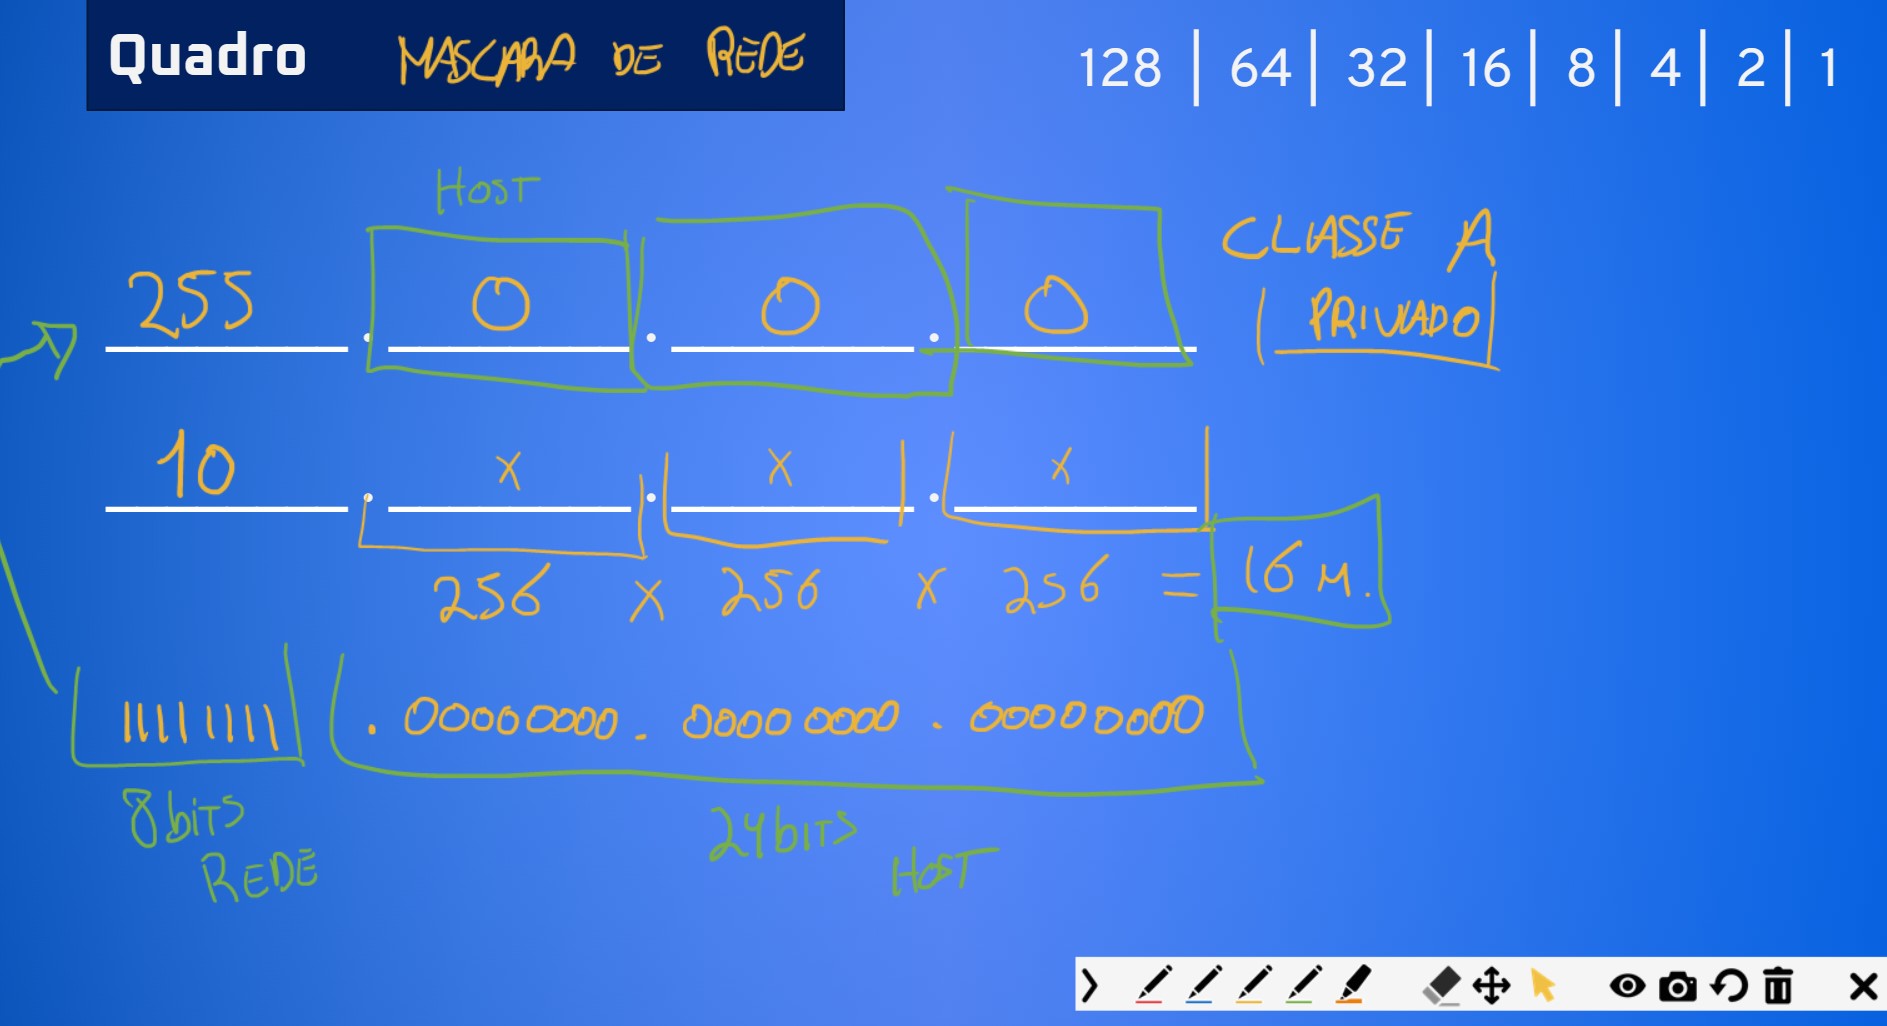 Quadro MASCARA DE REDE
128 | 64 | 32 | 16 | 8 | 4 | 2 | 1
HOST
255 . 0 . 0 . 0
CLASSE A
PRIVADO
10 . X . X . X
256 X 256 X 256 = 16 M.
11111111 . 00000000 . 00000000 . 00000000
8 bits
REDE
24 bits
HOST